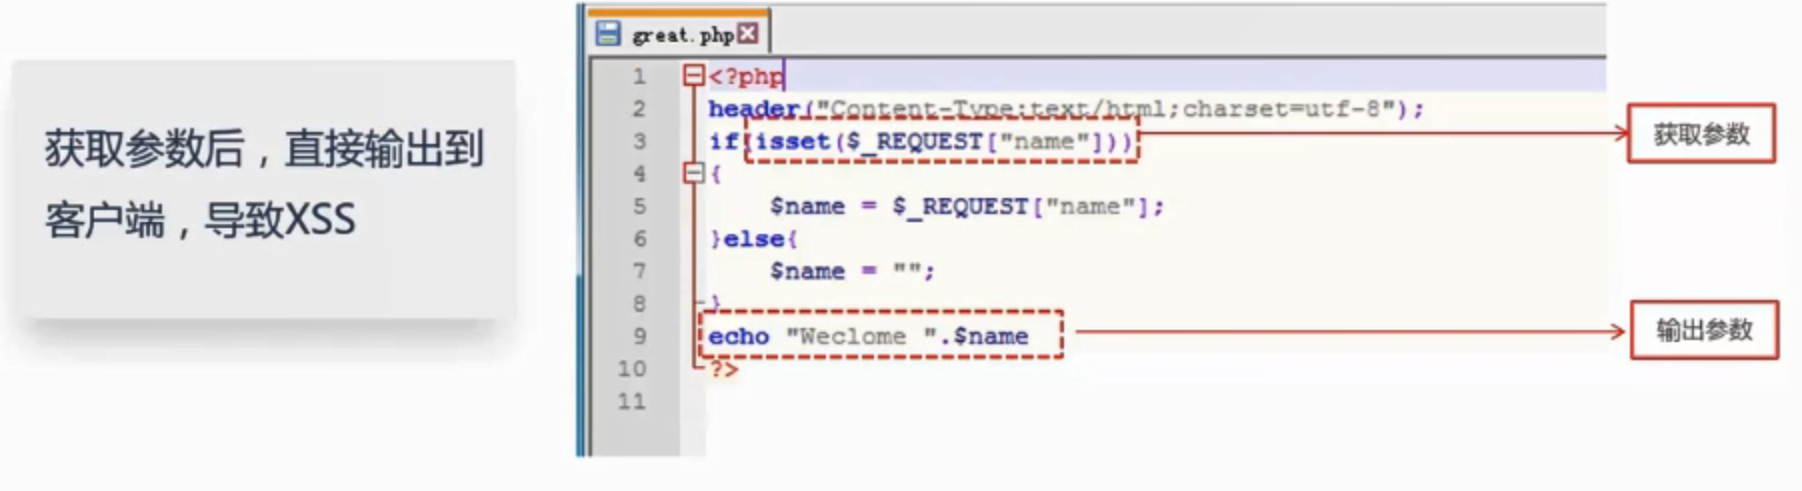 获取参数后，直接输出到
客户端，导致XSS
great.php
1 <?php
2 header("Content-Type:text/html;charset=utf-8");
3 if(isset($_REQUEST["name"]))
4 {
5 $name = $_REQUEST["name"];
6 }else{
7 $name = "";
8 }
9 echo "Weclome ".$name
10 ?>
11
获取参数
输出参数